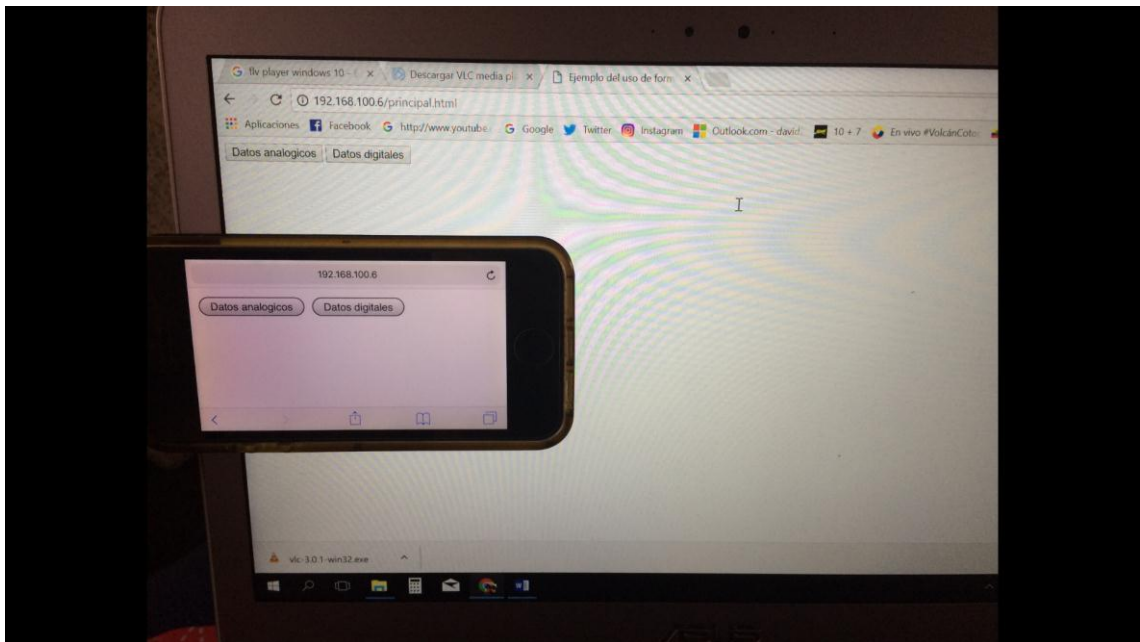 flv player windows 10 -
Descargar VLC media pl
Ejemplo del uso de form
192.168.100.6/principal.html
Aplicaciones
Facebook
http://www.youtube.
Google
Twitter
Instagram
Outlook.com - david.
10 + 7
En vivo #VolcánCoto
Datos analogicos
Datos digitales
192.168.100.6
Datos analogicos
Datos digitales
vlc-3.0.1-win32.exe
ASUS